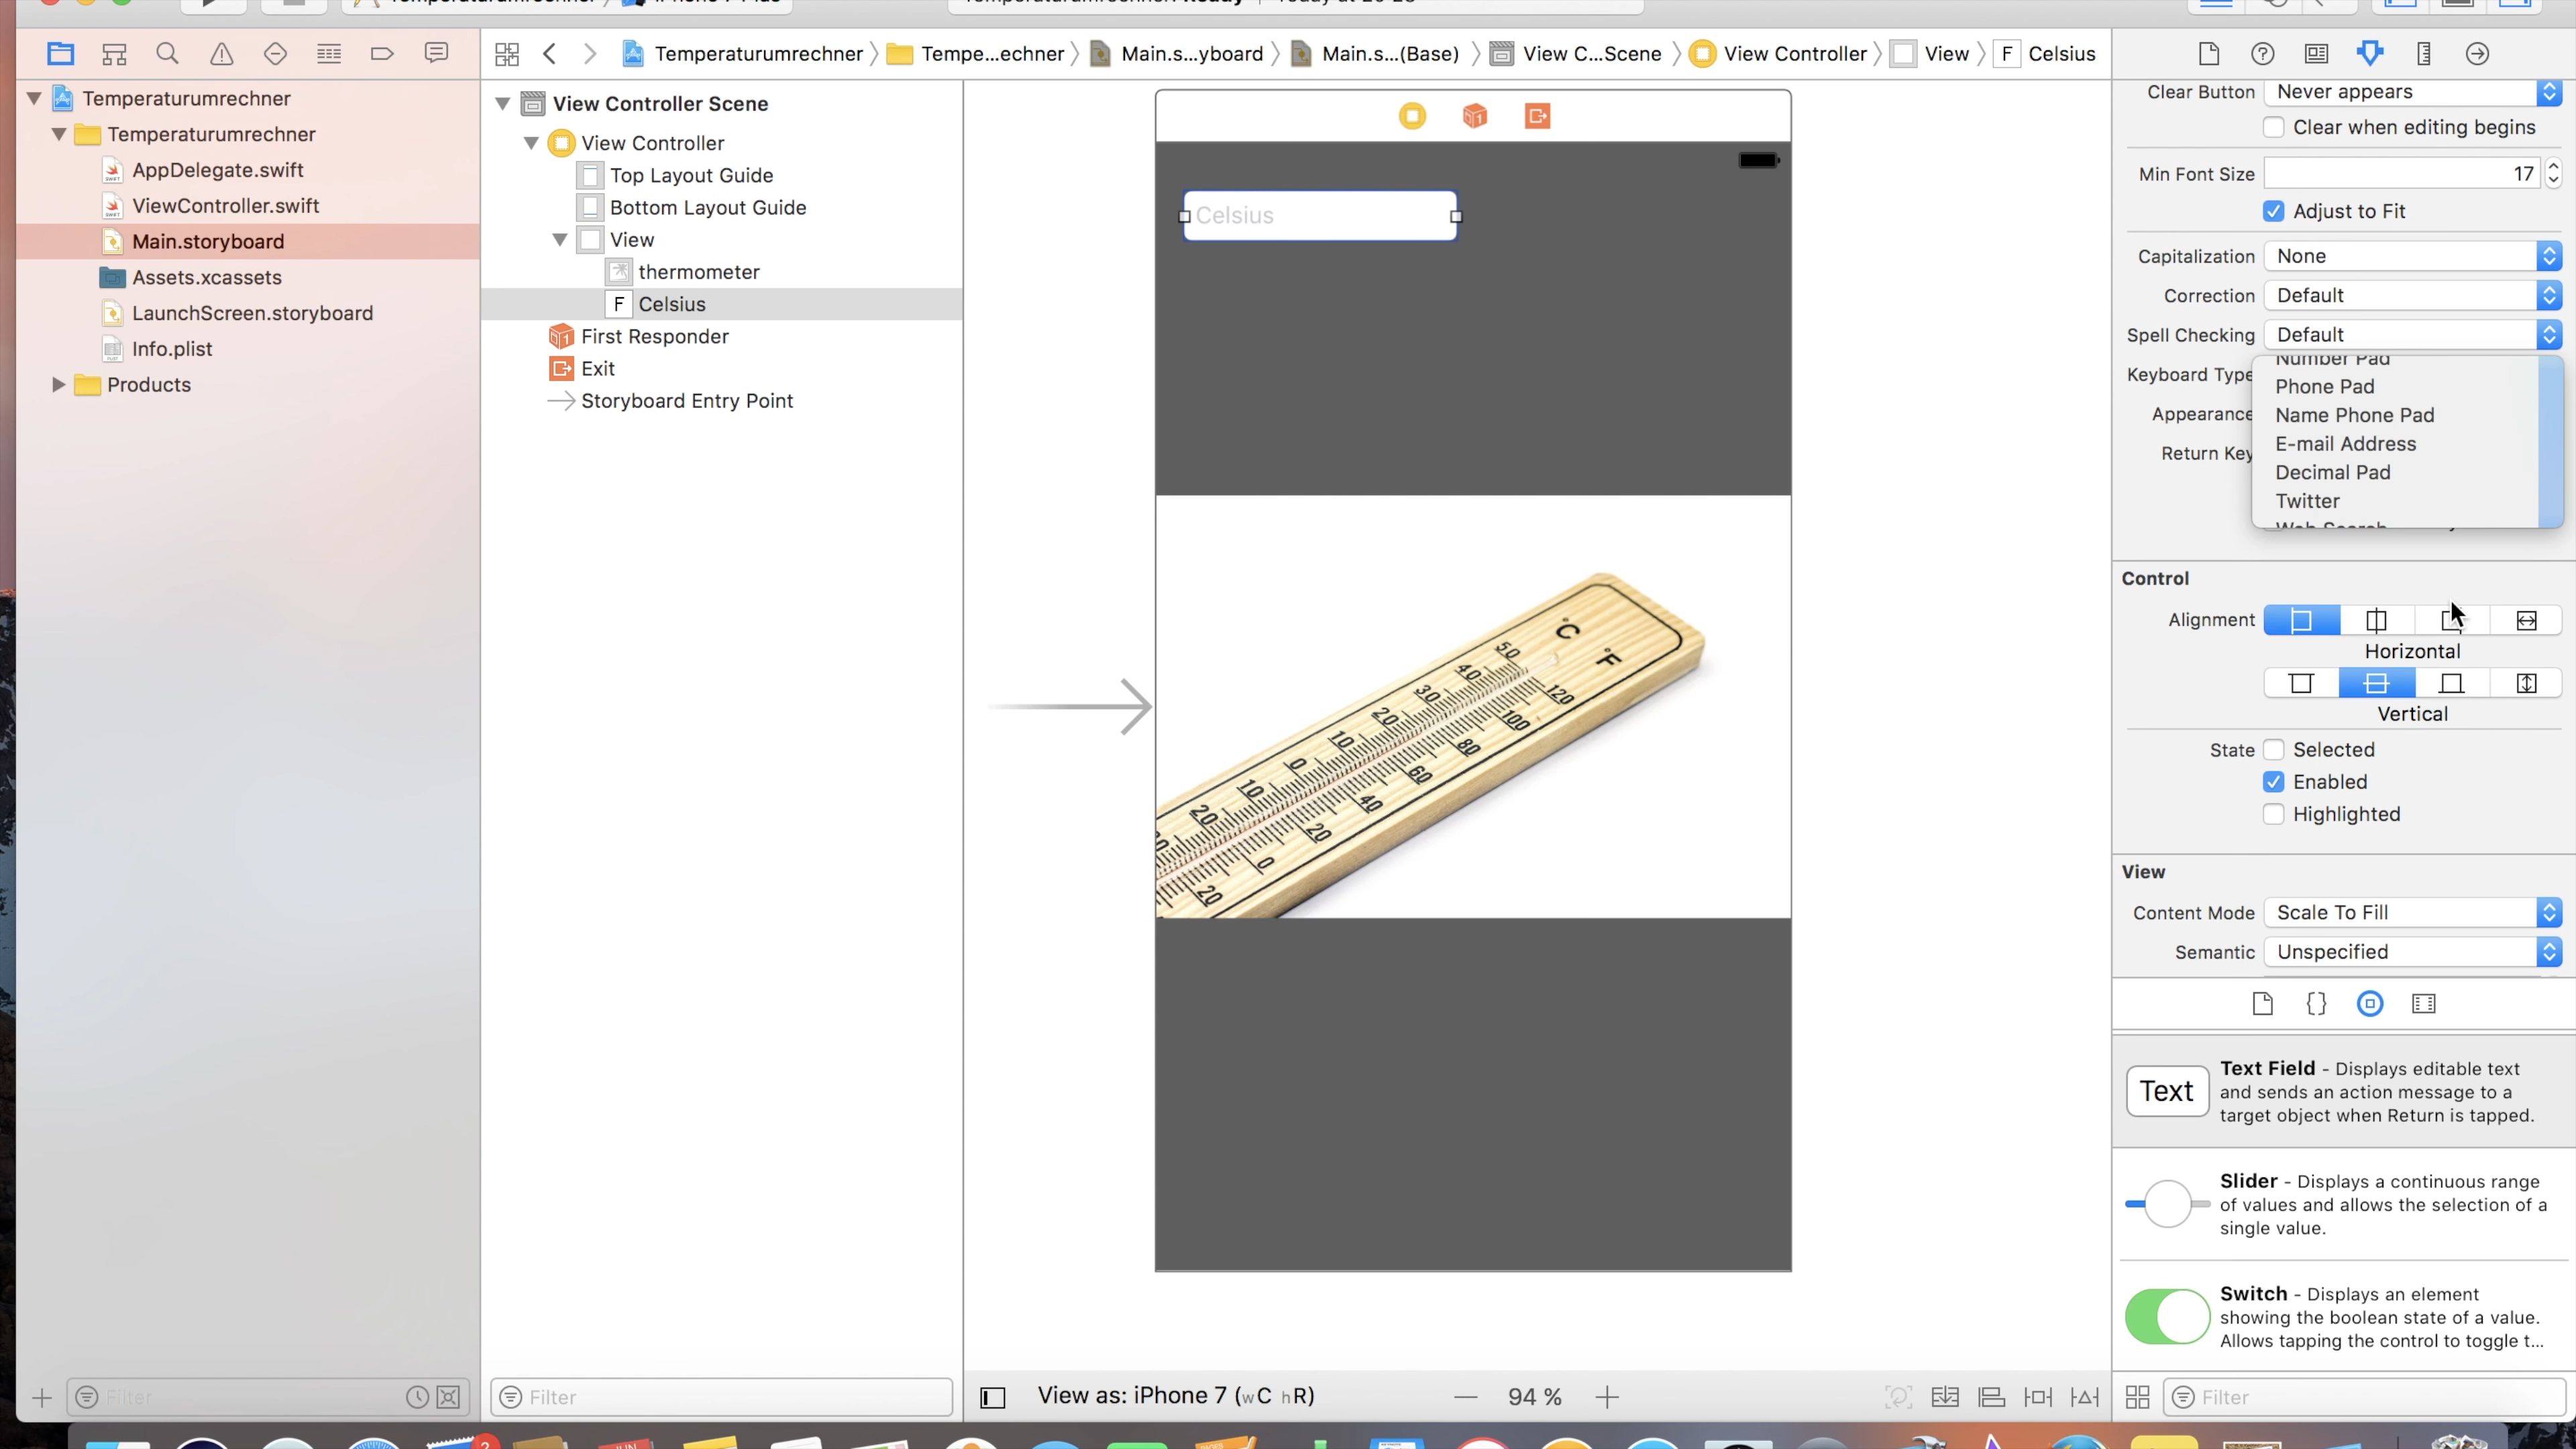 Temperaturumrechner
Tempe...echner
Main.s...yboard
Main.s...(Base)
View C...Scene
View Controller
View
F
Celsius
Temperaturumrechner
Temperaturumrechner
AppDelegate.swift
ViewController.swift
Main.storyboard
Assets.xcassets
LaunchScreen.storyboard
Info.plist
Products
Filter
View Controller Scene
View Controller
Top Layout Guide
Bottom Layout Guide
View
thermometer
F Celsius
First Responder
Exit
Storyboard Entry Point
Filter
Celsius
°C
°F
50
40
30
20
10
0
10
20
120
100
80
60
40
20
0
20
View as: iPhone 7 (wC hR)
94 %
Clear Button Never appears
Clear when editing begins
Min Font Size 17
Adjust to Fit
Capitalization None
Correction Default
Spell Checking Default
Keyboard Type
Appearance
Return Key
Number Pad
Phone Pad
Name Phone Pad
E-mail Address
Decimal Pad
Twitter
Web Search
Control
Alignment
Horizontal
Vertical
State Selected
Enabled
Highlighted
View
Content Mode Scale To Fill
Semantic Unspecified
{}
Text
Text Field - Displays editable text
and sends an action message to a
target object when Return is tapped.
Slider - Displays a continuous range
of values and allows the selection of a
single value.
Switch - Displays an element
showing the boolean state of a value.
Allows tapping the control to toggle t...
Filter